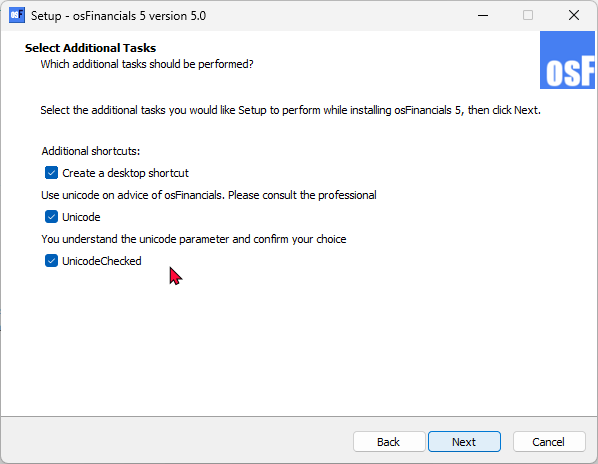 osF
Setup - osFinancials 5 version 5.0
Select Additional Tasks
Which additional tasks should be performed?
osF
Select the additional tasks you would like Setup to perform while installing osFinancials 5, then click Next.
Additional shortcuts:
Create a desktop shortcut
Use unicode on advice of osFinancials. Please consult the professional
Unicode
You understand the unicode parameter and confirm your choice
UnicodeChecked
Back
Next
Cancel